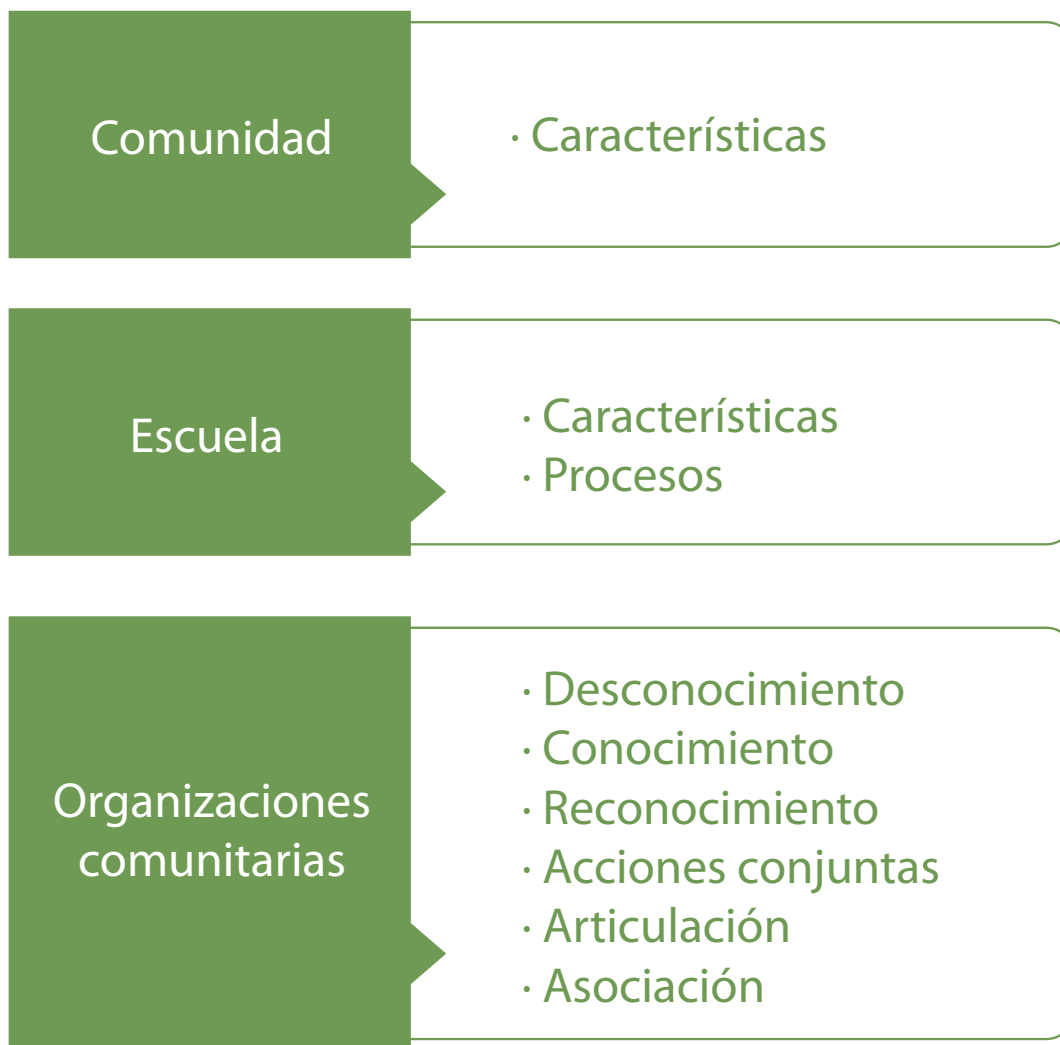 Comunidad
· Características
Escuela
· Características
· Procesos
Organizaciones
comunitarias
· Desconocimiento
· Conocimiento
· Reconocimiento
· Acciones conjuntas
· Articulación
· Asociación